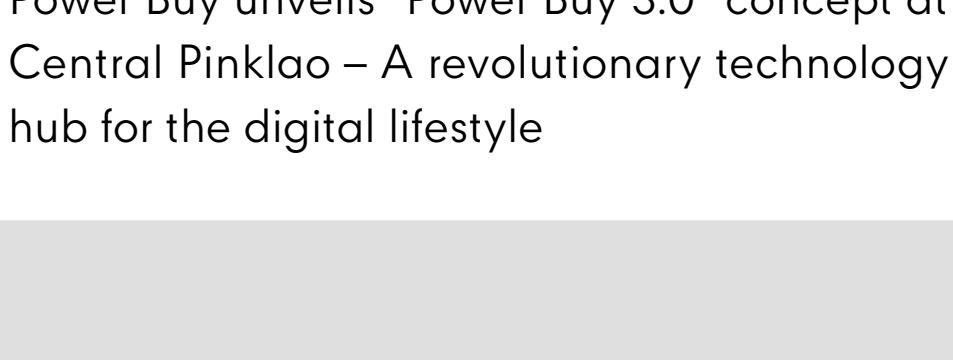 Power Buy unveils "Power Buy 3.0" concept at
Central Pinklao – A revolutionary technology
hub for the digital lifestyle